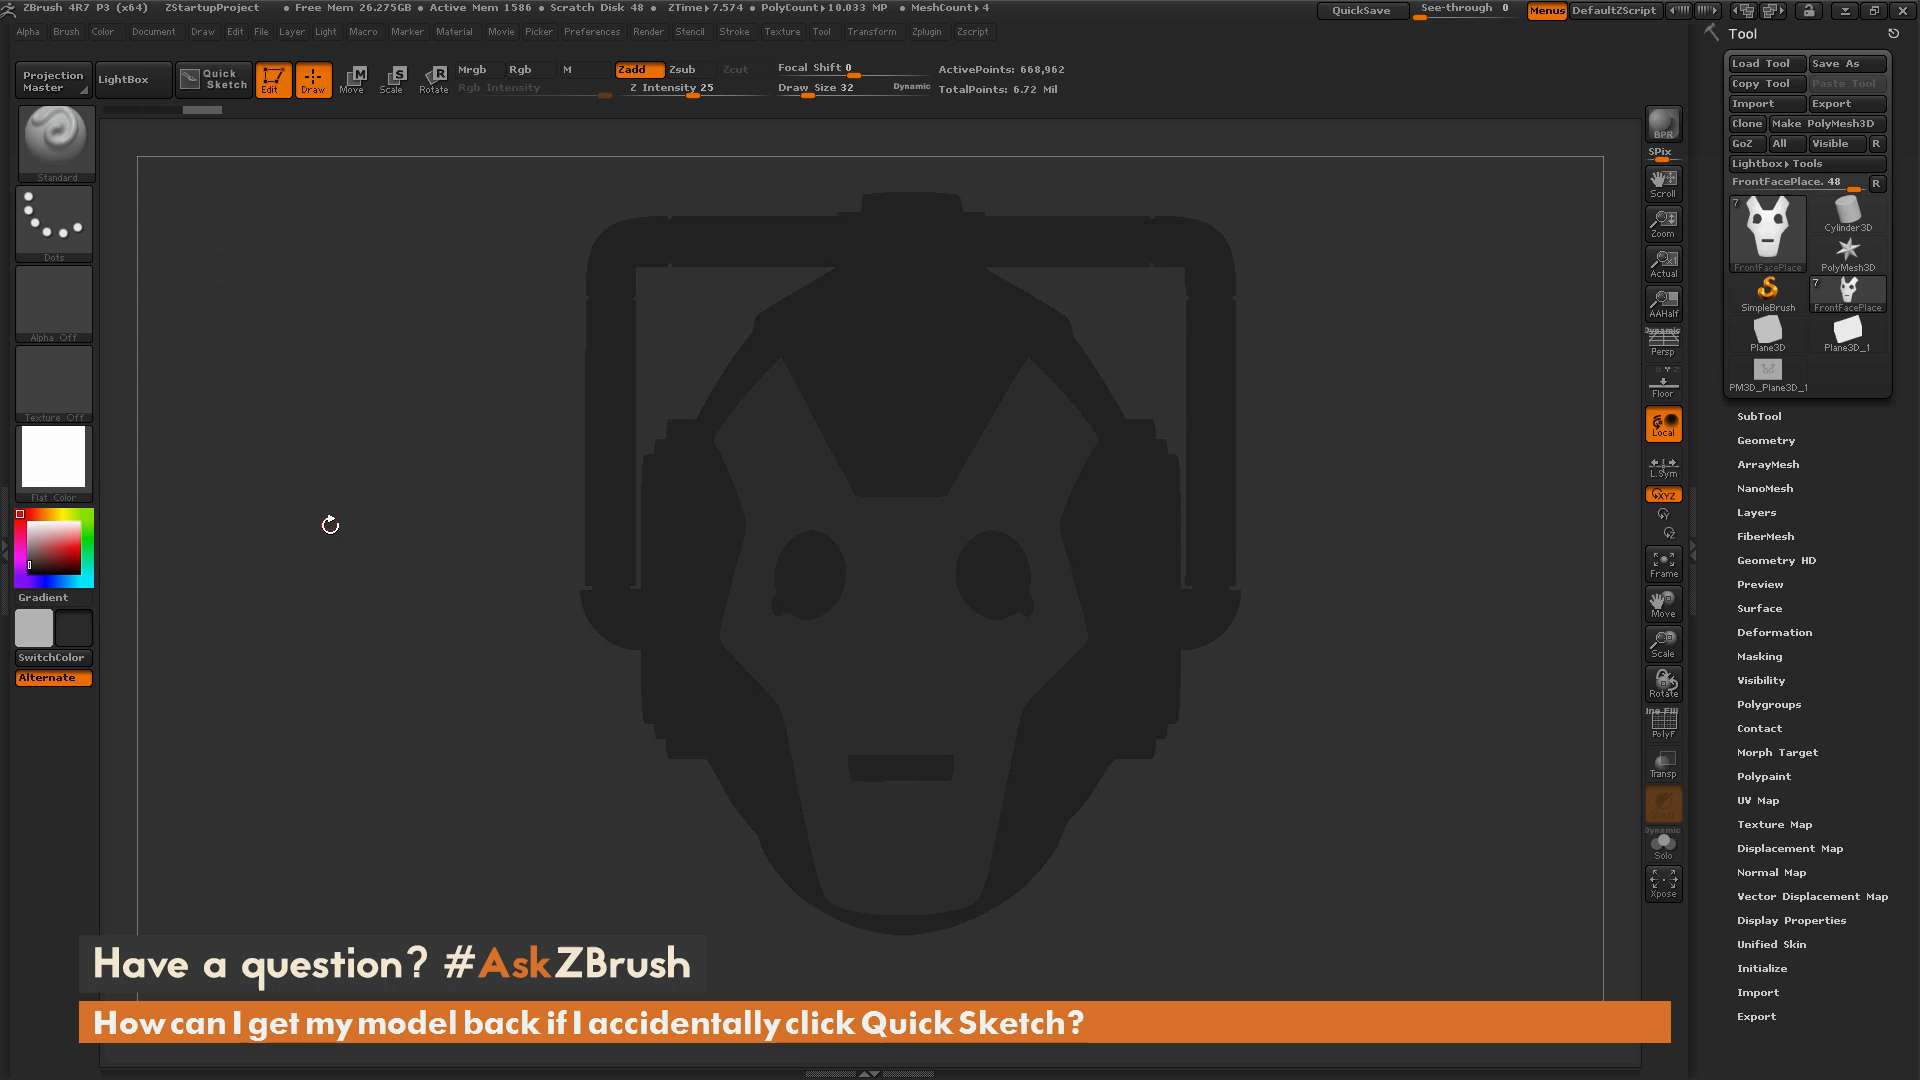 ZBrush 4R7 P3 (x64) ZStartupProject ● Free Mem 26.275GB ● Active Mem 1586 ● Scratch Disk 48 ● ZTime▸7.574 ● PolyCount▸10.033 MP ● MeshCount▸4 QuickSave See-through 0 Menus DefaultZScript
Alpha Brush Color Document Draw Edit File Layer Light Macro Marker Material Movie Picker Preferences Render Stencil Stroke Texture Tool Transform Zplugin Zscript
Projection Master
LightBox
Quick Sketch
Edit
Draw
Move
Scale
Rotate
Mrgb Rgb M
Rgb Intensity
Zadd Zsub Zcut
Z Intensity 25
Focal Shift 0
Draw Size 32 Dynamic
ActivePoints: 668,962
TotalPoints: 6.72 Mil
Standard
Dots
Alpha Off
Texture Off
Flat Color
Gradient
SwitchColor
Alternate
BPR
SPix
Scroll
Zoom
Actual
AAHalf
Dynamic
Persp
Floor
Local
L.Sym
XYZ
Y
Z
Frame
Move
Scale
Rotate
PolyF
Transp
Ghost
Dynamic
Solo
Xpose
Tool
Load Tool Save As
Copy Tool Paste Tool
Import Export
Clone Make PolyMesh3D
GoZ All Visible R
Lightbox▸Tools
FrontFacePlace. 48 R
7
FrontFacePlace
Cylinder3D
PolyMesh3D
SimpleBrush
7
FrontFacePlace
Plane3D
Plane3D_1
PM3D_Plane3D_1
SubTool
Geometry
ArrayMesh
NanoMesh
Layers
FiberMesh
Geometry HD
Preview
Surface
Deformation
Masking
Visibility
Polygroups
Contact
Morph Target
Polypaint
UV Map
Texture Map
Displacement Map
Normal Map
Vector Displacement Map
Display Properties
Unified Skin
Initialize
Import
Export
Have a question? #AskZBrush
How can I get my model back if I accidentally click Quick Sketch?